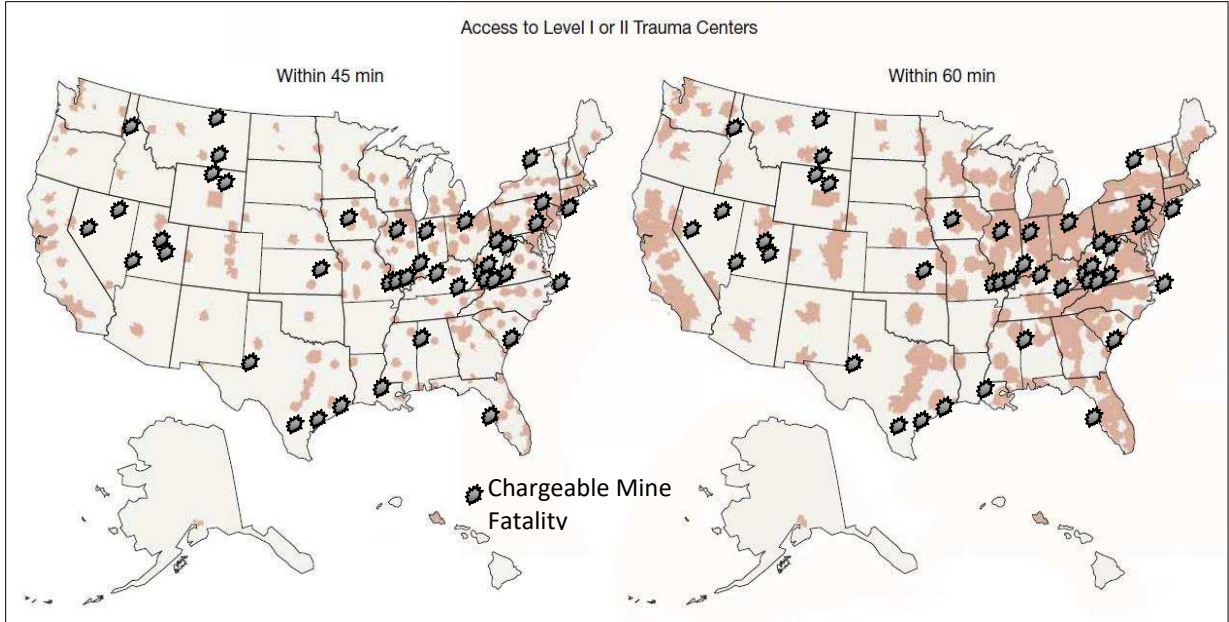 Access to Level I or II Trauma Centers
Within 45 min
Within 60 min
Chargeable Mine
Fatality